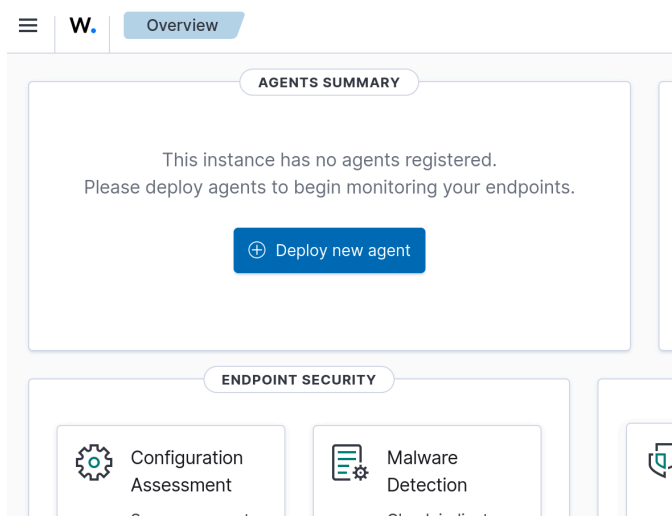 W.
Overview
AGENTS SUMMARY
This instance has no agents registered.
Please deploy agents to begin monitoring your endpoints.
Deploy new agent
ENDPOINT SECURITY
Configuration
Assessment
Malware
Detection